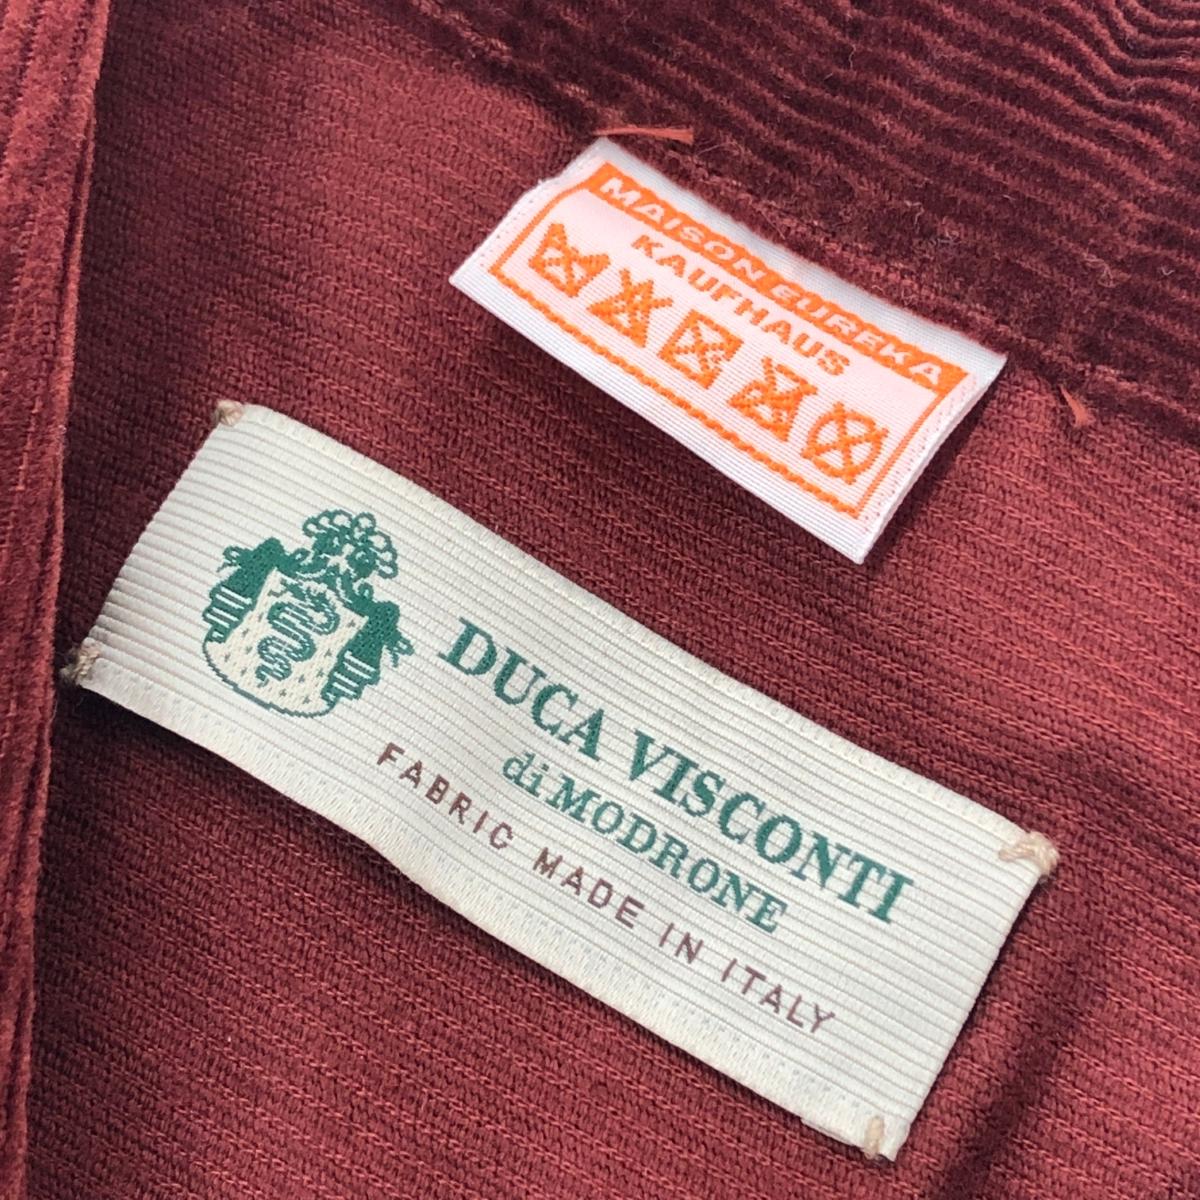 MAISON EUREKA
KAUFHAUS
DUCA VISCONTI
di MODRONE
FABRIC MADE IN ITALY